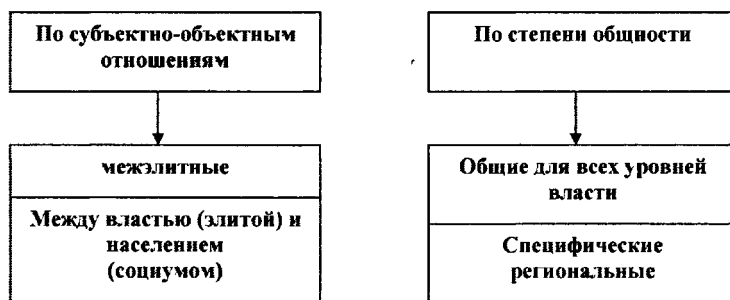 По субъектно-объектным
отношениям
межэлитные
Между властью (элитой) и
населением
(социумом)
По степени общности
Общие для всех уровней
власти
Специфические
региональные